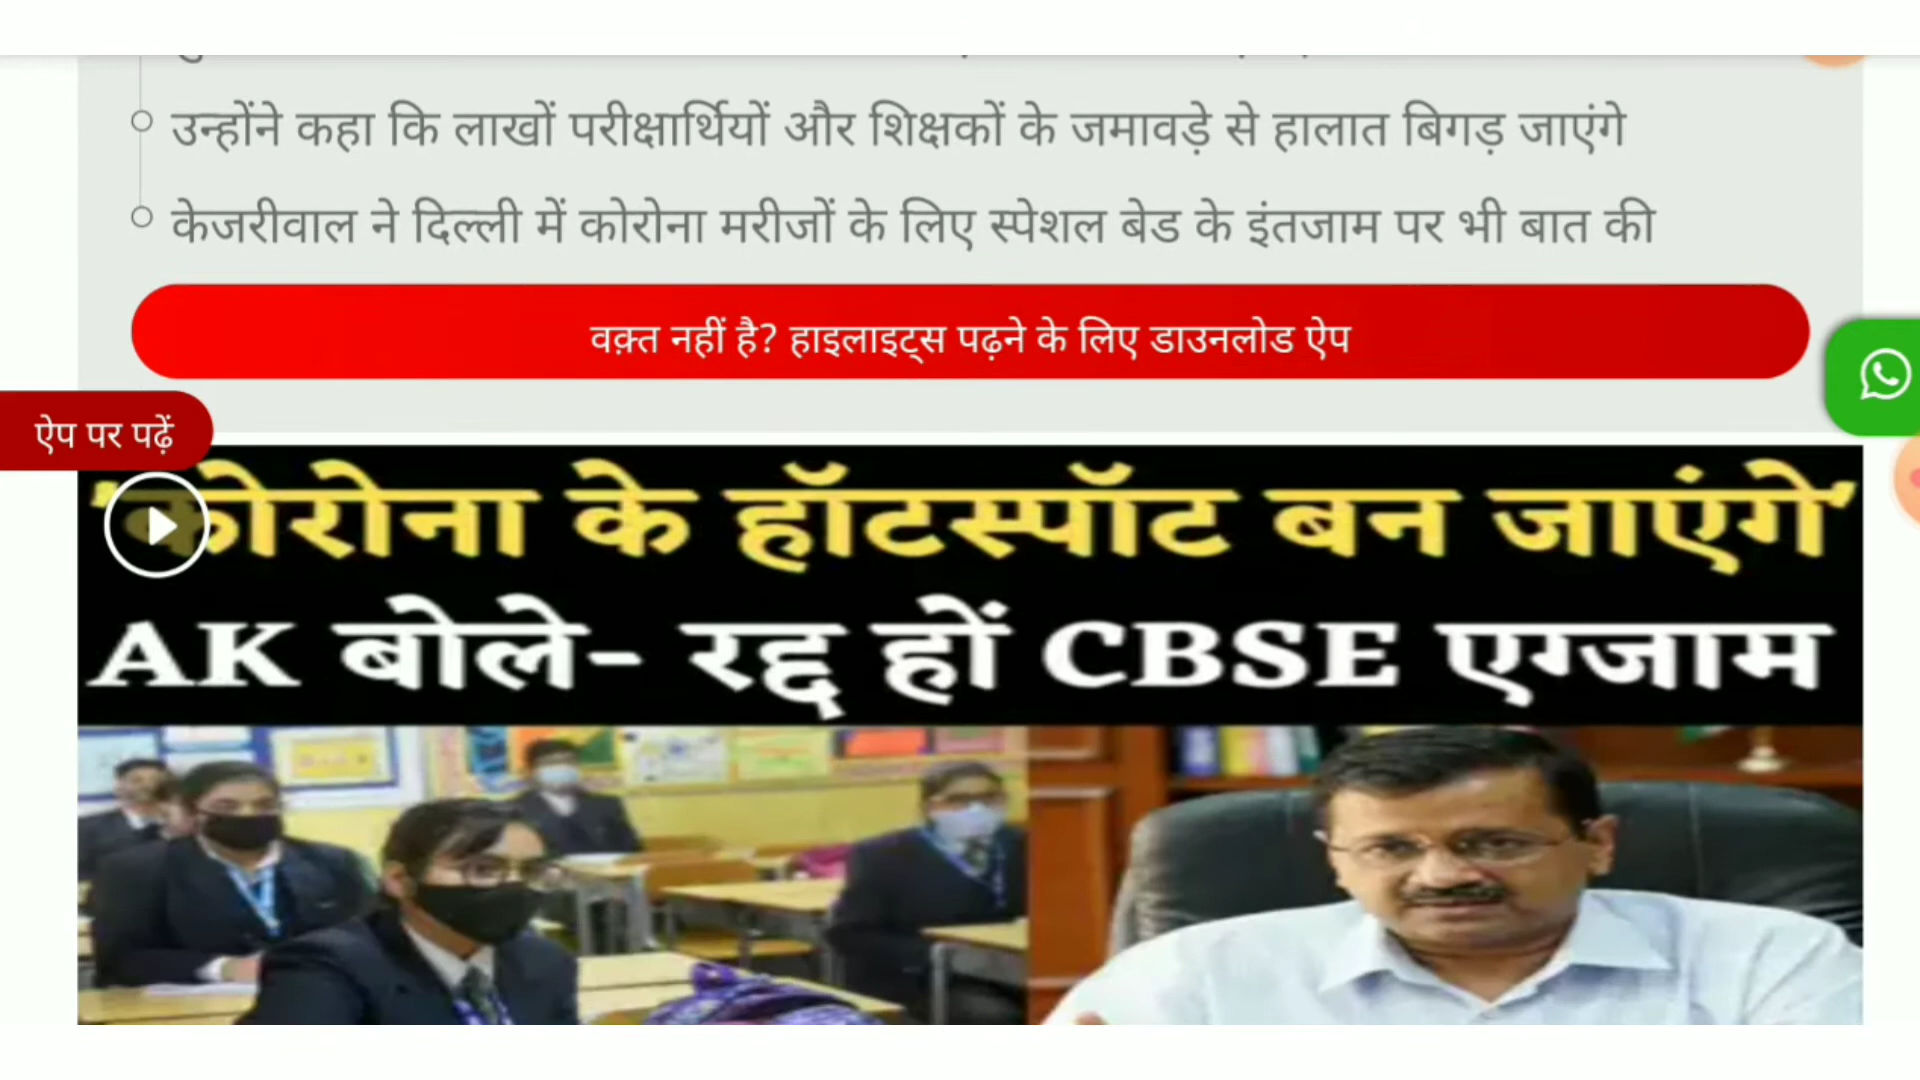 उन्होंने कहा कि लाखों परीक्षार्थियों और शिक्षकों के जमावड़े से हालात बिगड़ जाएंगे
केजरीवाल ने दिल्ली में कोरोना मरीजों के लिए स्पेशल बेड के इंतजाम पर भी बात की
वक़्त नहीं है? हाइलाइट्स पढ़ने के लिए डाउनलोड ऐप
ऐप पर पढ़ें
'कोरोना के हॉटस्पॉट बन जाएंगे'
AK बोले- रद्द हों CBSE एग्जाम